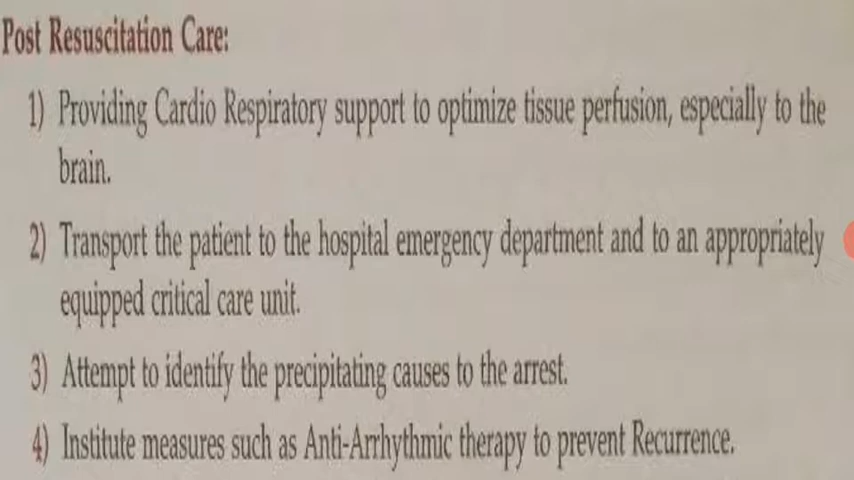 Post Resuscitation Care:
1) Providing Cardio Respiratory support to optimize tissue perfusion, especially to the
brain.
2) Transport the patient to the hospital emergency department and to an appropriately
equipped critical care unit.
3) Attempt to identify the precipitating causes to the arrest.
4) Institute measures such as Anti-Arrhythmic therapy to prevent Recurrence.